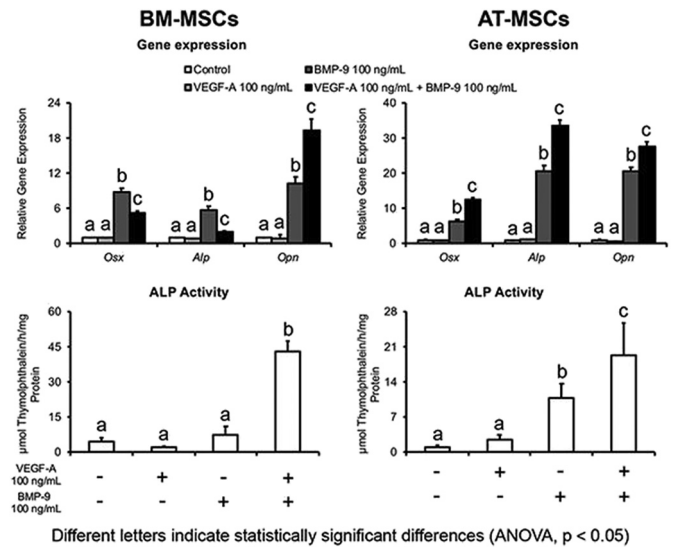 BM-MSCs
Gene expression
AT-MSCs
Gene expression
Control
BMP-9 100 ng/mL
VEGF-A 100 ng/mL
VEGF-A 100 ng/mL + BMP-9 100 ng/mL
Relative Gene Expression
24
18
12
6
0
a a b c
a a b c
a a b c
Osx Alp Opn
Relative Gene Expression
40
30
20
10
0
a a b c
a a b c
a a b c
Osx Alp Opn
ALP Activity
µmol Thymolphthalein/h/mg
Protein
60
45
30
15
0
a a a b
ALP Activity
µmol Thymolphthalein/h/mg
Protein
28
21
14
7
0
a a b c
VEGF-A
100 ng/mL
- + - +
- + - +
BMP-9
100 ng/mL
- - + +
- - + +
Different letters indicate statistically significant differences (ANOVA, p < 0.05)